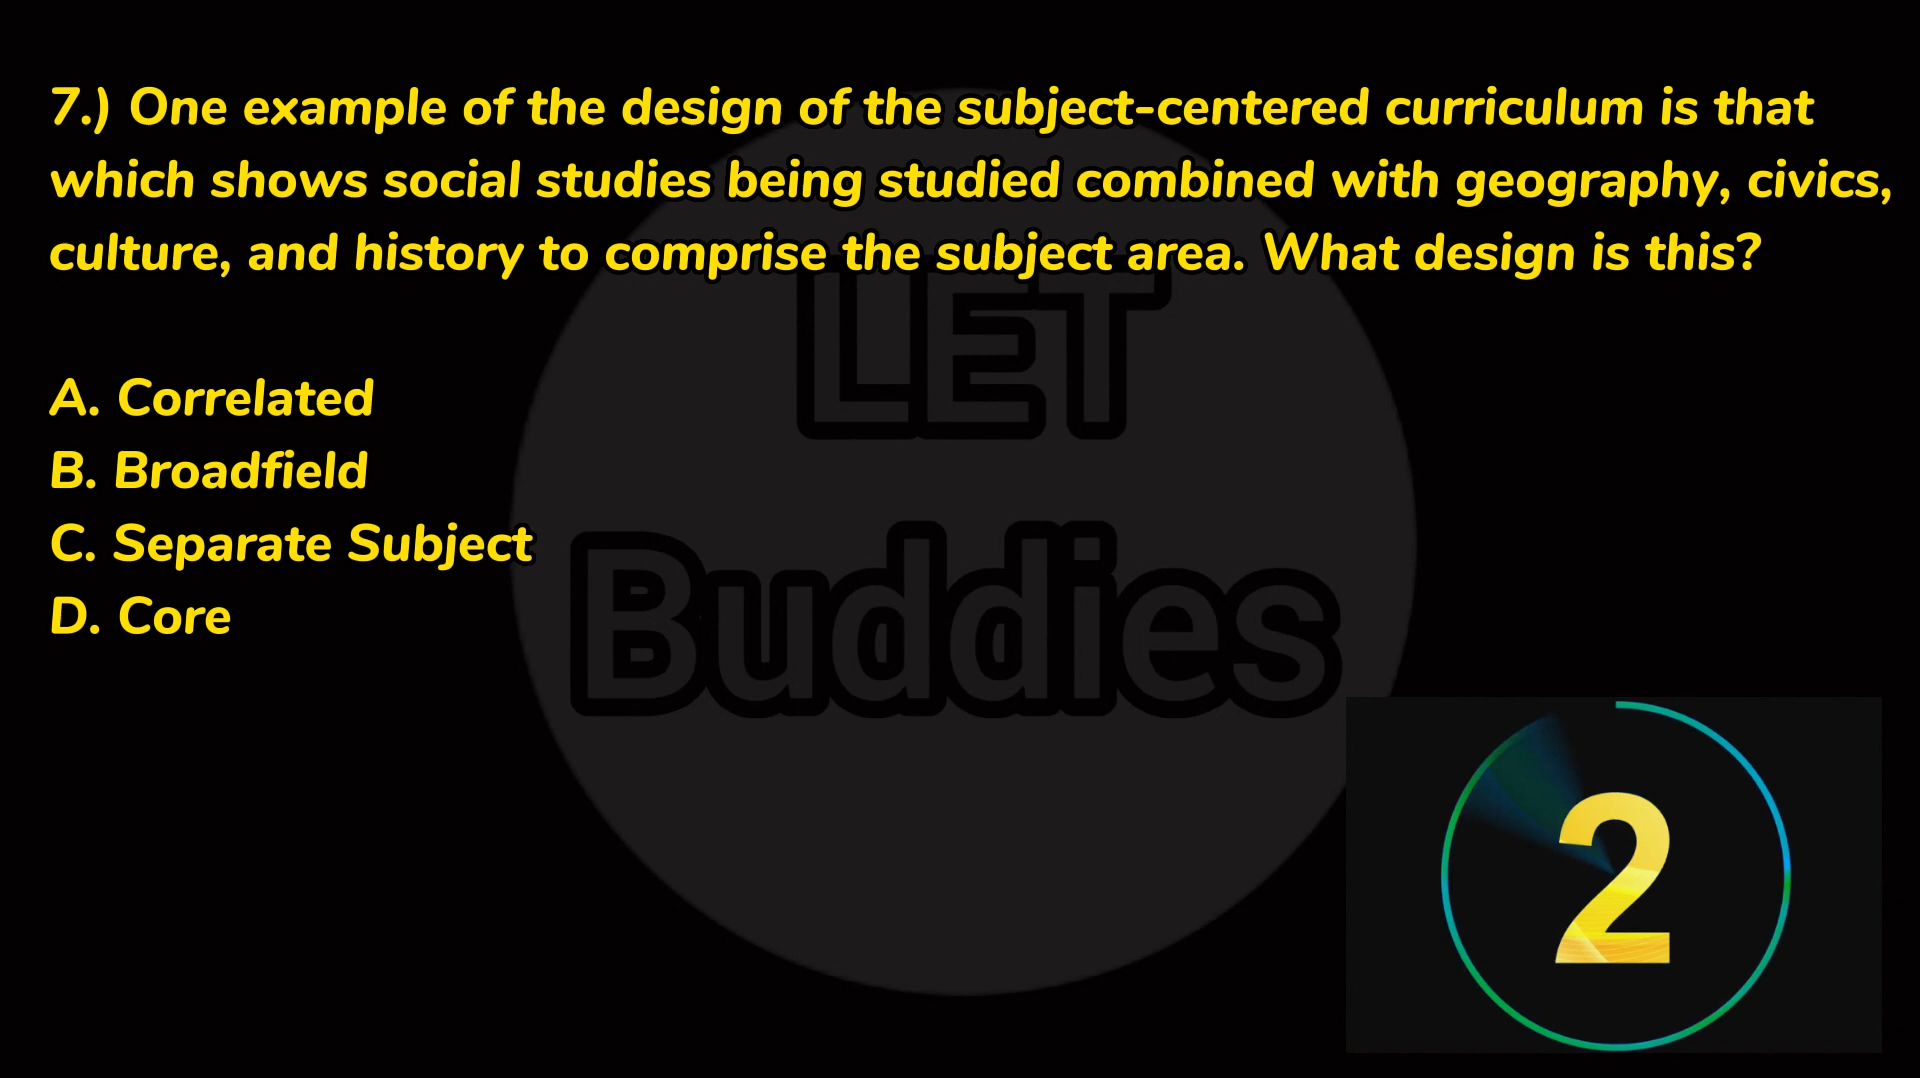 7.) One example of the design of the subject-centered curriculum is that
which shows social studies being studied combined with geography, civics,
culture, and history to comprise the subject area. What design is this?
A. Correlated
B. Broadfield
C. Separate Subject
D. Core
LET
Buddies
2